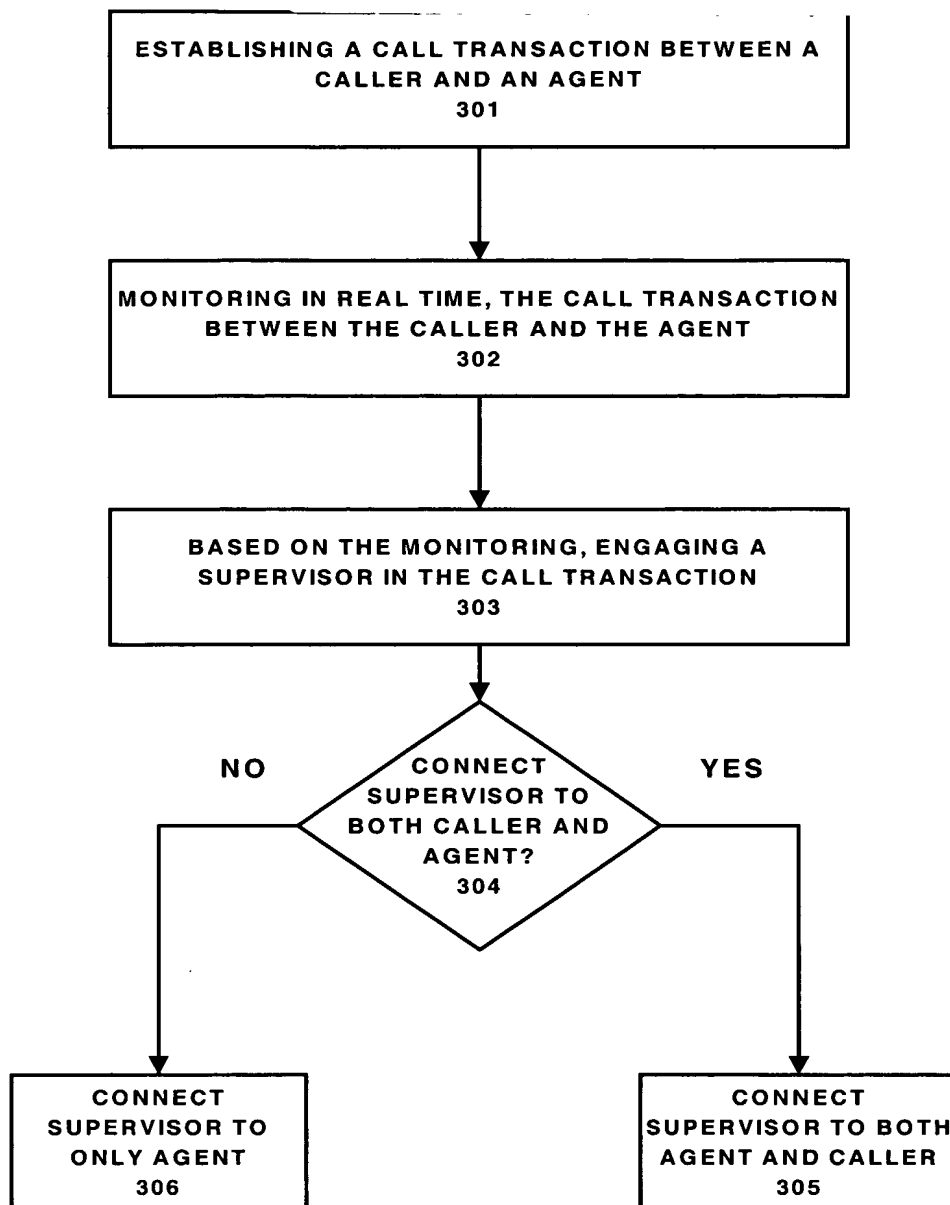 ESTABLISHING A CALL TRANSACTION BETWEEN A
CALLER AND AN AGENT
301
MONITORING IN REAL TIME, THE CALL TRANSACTION
BETWEEN THE CALLER AND THE AGENT
302
BASED ON THE MONITORING, ENGAGING A
SUPERVISOR IN THE CALL TRANSACTION
303
NO
YES
CONNECT
SUPERVISOR TO
BOTH CALLER AND
AGENT?
304
CONNECT
SUPERVISOR TO
ONLY AGENT
306
CONNECT
SUPERVISOR TO BOTH
AGENT AND CALLER
305